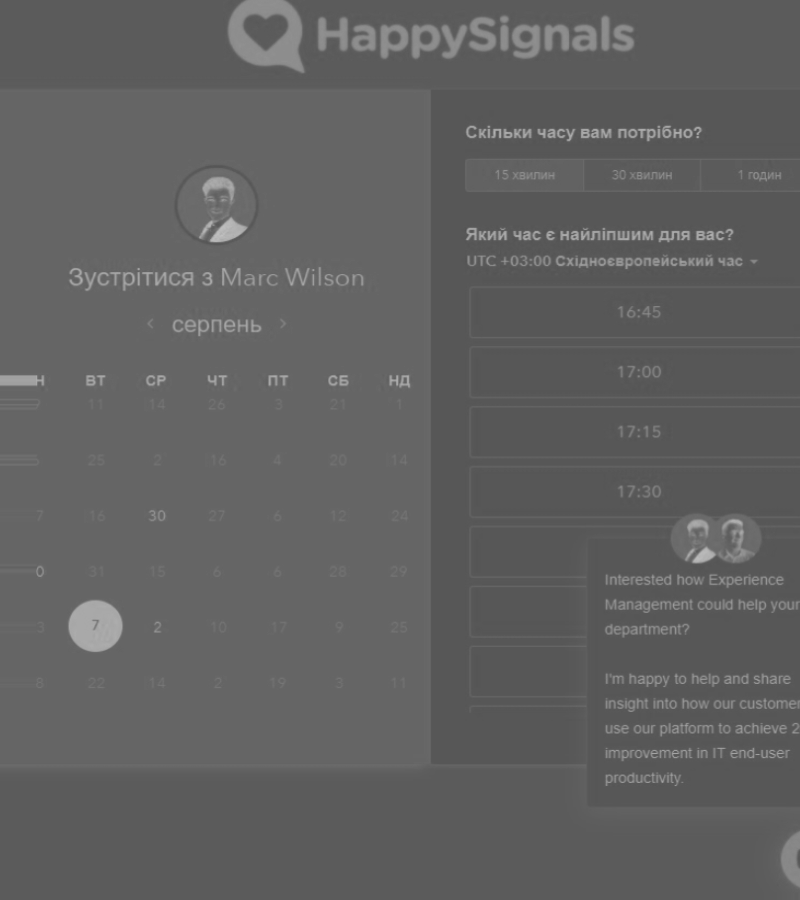 HappySignals
Зустрітися з Marc Wilson
серпень
Н ВТ СР ЧТ ПТ СБ НД
11 14 26 3 21 1
25 2 16 4 20 14
7 16 30 27 6 12 24
0 31 15 6 6 28 29
3 7 2 10 17 9 25
8 22 14 2 19 3 11
Скільки часу вам потрібно?
15 хвилин 30 хвилин 1 годин
Який час є найліпшим для вас?
UTC +03:00 Східноєвропейський час
16:45
17:00
17:15
17:30
Interested how Experience
Management could help your
department?
I'm happy to help and share
insight into how our customer
use our platform to achieve 2
improvement in IT end-user
productivity.